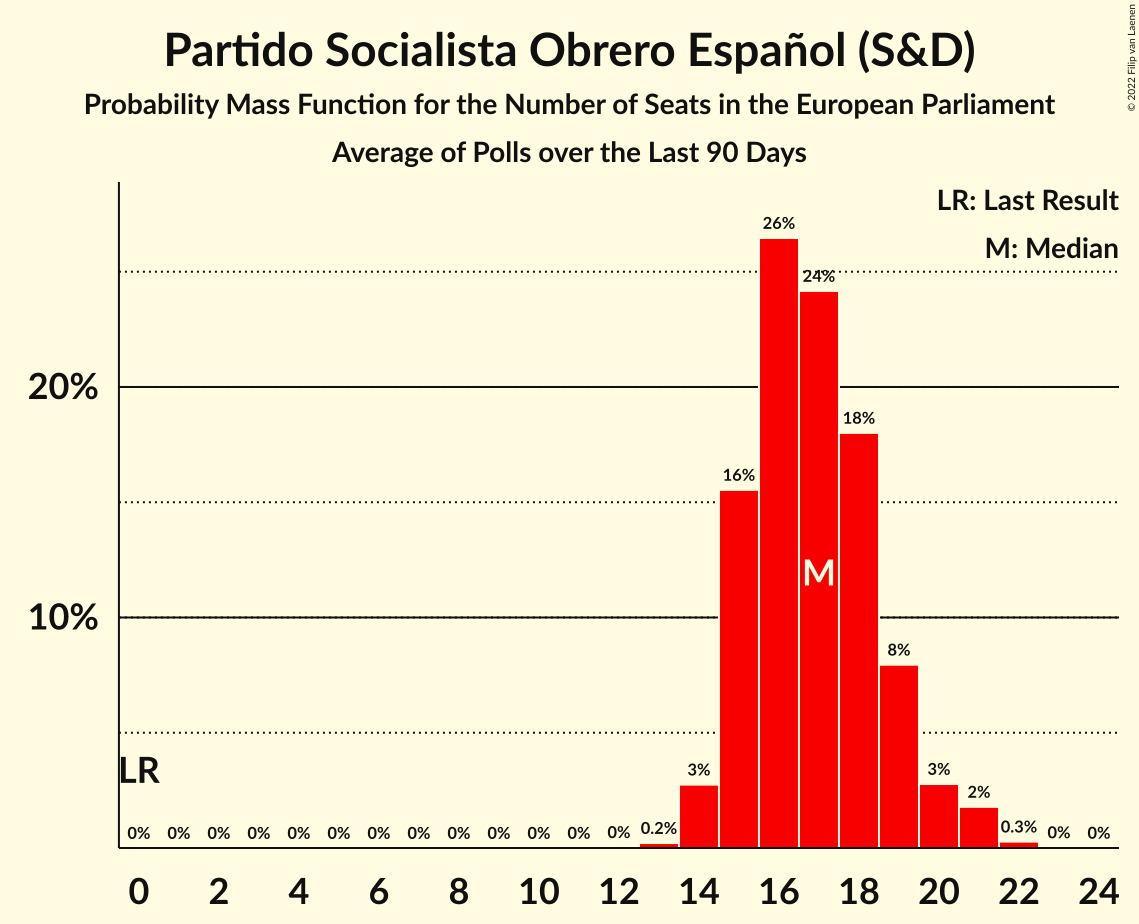 Partido Socialista Obrero Español (S&D)
Probability Mass Function for the Number of Seats in the European Parliament
Average of Polls over the Last 90 Days
© 2022 Filip van Laenen
LR: Last Result
M: Median
26%
24%
20%
18%
16%
M
10%
8%
LR
3%
3%
2%
0% 0% 0% 0% 0% 0% 0% 0% 0% 0% 0% 0% 0% 0.2% 0.3% 0% 0%
0 2 4 6 8 10 12 14 16 18 20 22 24